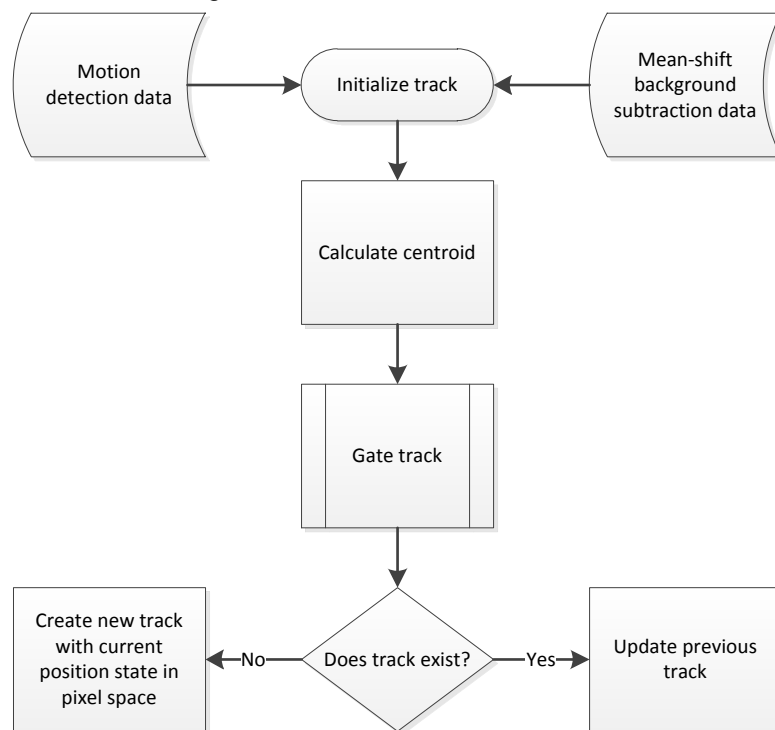 Motion
detection data
Initialize track
Mean-shift
background
subtraction data
Calculate centroid
Gate track
Create new track
with current
position state in
pixel space
No
Does track exist?
Yes
Update previous
track